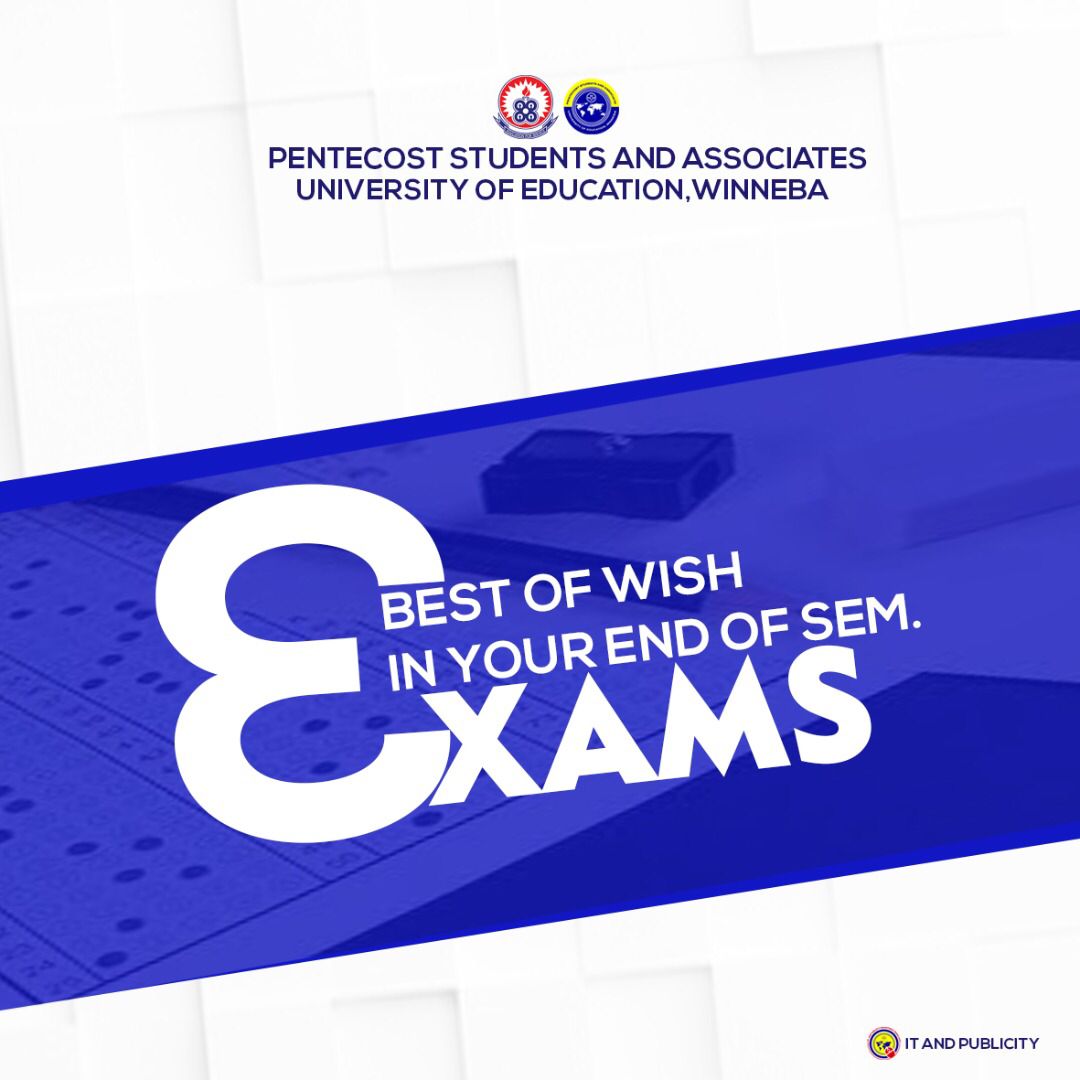 PENTECOST STUDENTS AND ASSOCIATES
UNIVERSITY OF EDUCATION,WINNEBA
BEST OF WISH
IN YOUR END OF SEM.
ƐXAMS
IT AND PUBLICITY